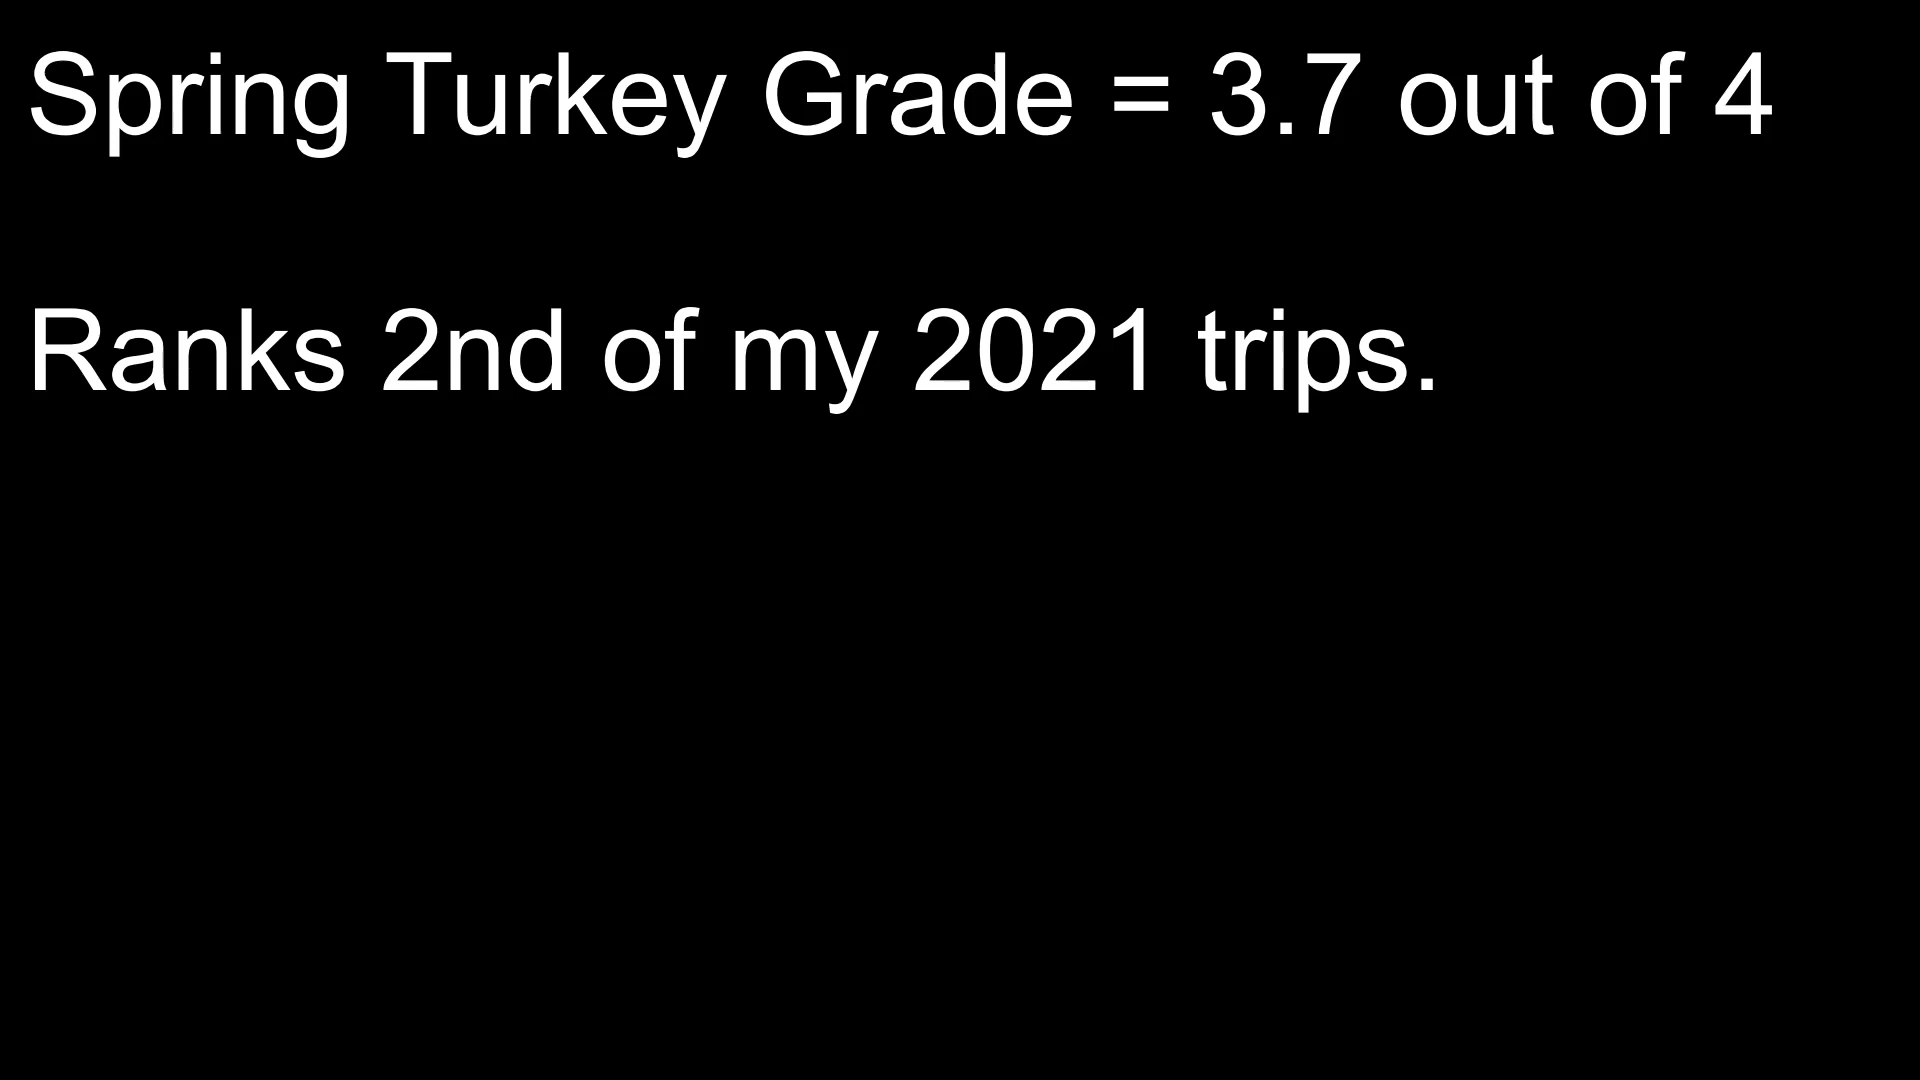 Spring Turkey Grade = 3.7 out of 4
Ranks 2nd of my 2021 trips.